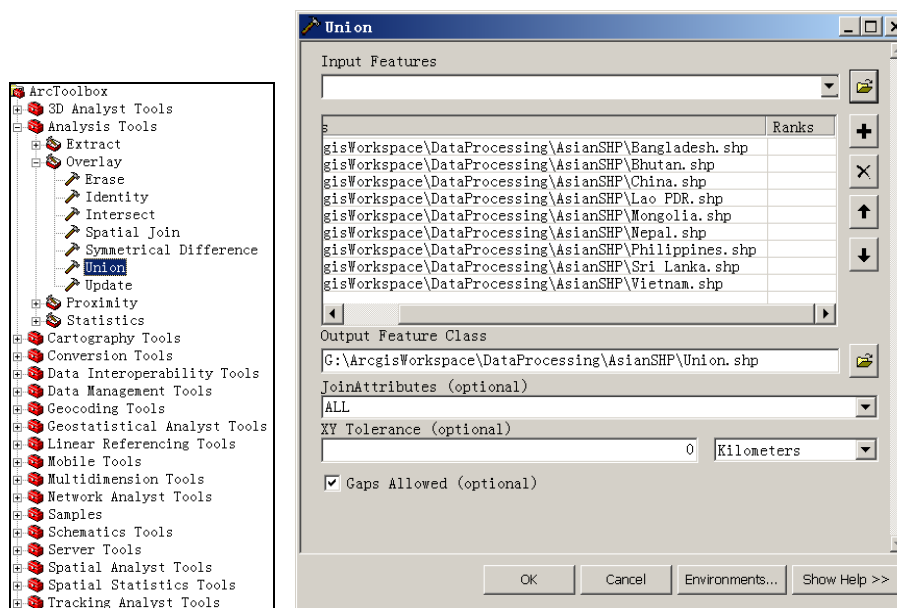 ArcToolbox
3D Analyst Tools
Analysis Tools
Extract
Overlay
Erase
Identity
Intersect
Spatial Join
Symmetrical Difference
Union
Update
Proximity
Statistics
Cartography Tools
Conversion Tools
Data Interoperability Tools
Data Management Tools
Geocoding Tools
Geostatistical Analyst Tools
Linear Referencing Tools
Mobile Tools
Multidimension Tools
Network Analyst Tools
Samples
Schematics Tools
Server Tools
Spatial Analyst Tools
Spatial Statistics Tools
Tracking Analyst Tools
Union
Input Features
s Ranks
gisWorkspace\DataProcessing\AsianSHP\Bangladesh.shp
gisWorkspace\DataProcessing\AsianSHP\Bhutan.shp
gisWorkspace\DataProcessing\AsianSHP\China.shp
gisWorkspace\DataProcessing\AsianSHP\Lao PDR.shp
gisWorkspace\DataProcessing\AsianSHP\Mongolia.shp
gisWorkspace\DataProcessing\AsianSHP\Nepal.shp
gisWorkspace\DataProcessing\AsianSHP\Philippines.shp
gisWorkspace\DataProcessing\AsianSHP\Sri Lanka.shp
gisWorkspace\DataProcessing\AsianSHP\Vietnam.shp
Output Feature Class
G:\ArcgisWorkspace\DataProcessing\AsianSHP\Union.shp
JoinAttributes (optional)
ALL
XY Tolerance (optional)
0 Kilometers
Gaps Allowed (optional)
OK Cancel Environments... Show Help >>